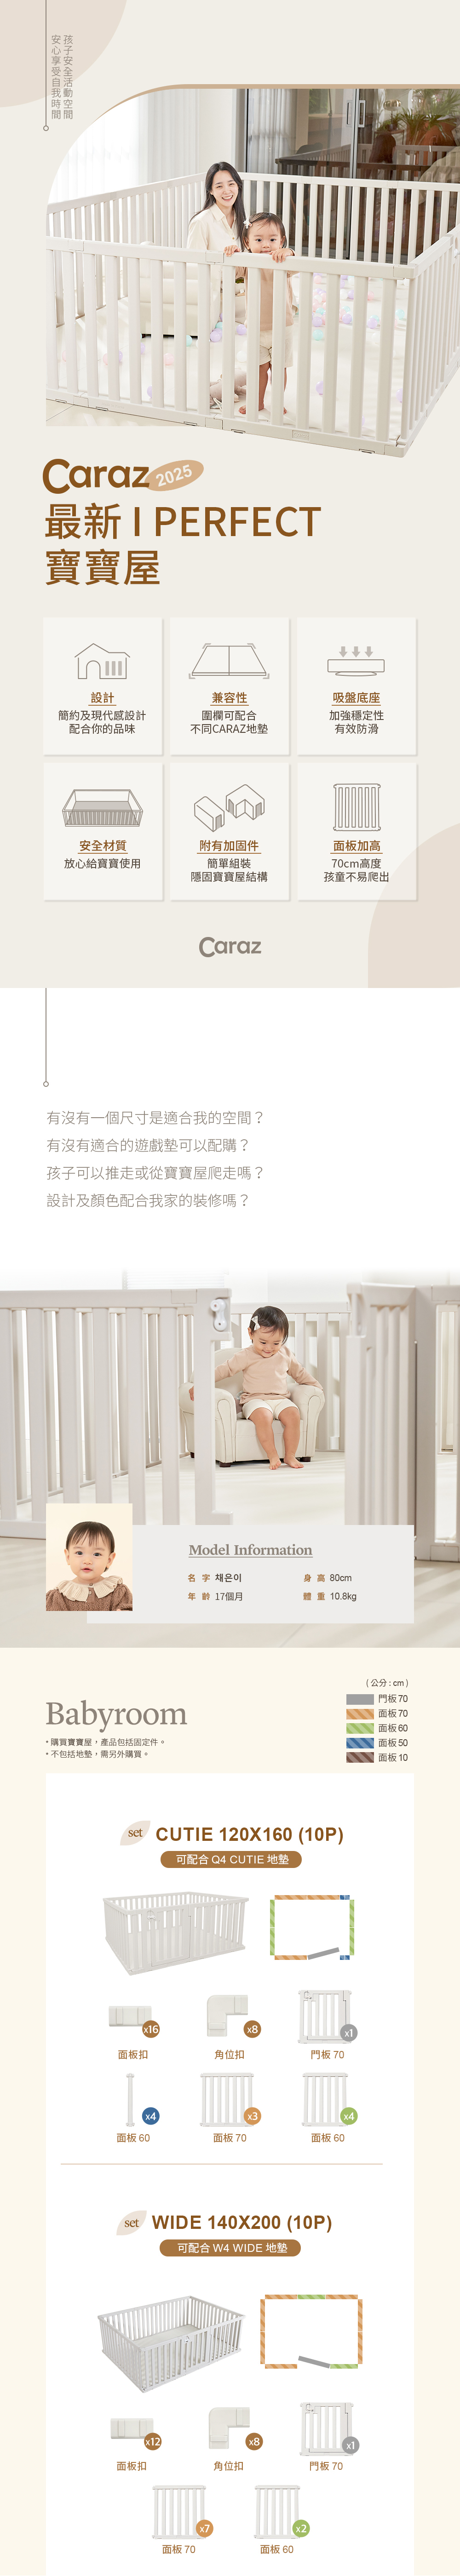 孩子安全活動空間
安心享受自我時間
Caraz 2025
最新 I PERFECT
寶寶屋
設計
簡約及現代感設計
配合你的品味
兼容性
圍欄可配合
不同CARAZ地墊
吸盤底座
加強穩定性
有效防滑
安全材質
放心給寶寶使用
附有加固件
簡單組裝
隱固寶寶屋結構
面板加高
70cm高度
孩童不易爬出
Caraz
有沒有一個尺寸是適合我的空間？
有沒有適合的遊戲墊可以配購？
孩子可以推走或從寶寶屋爬走嗎？
設計及顏色配合我家的裝修嗎？
Model Information
名 字 채은이
身 高 80cm
年 齡 17個月
體 重 10.8kg
( 公分 : cm )
門板 70
面板 70
面板 60
面板 50
面板 10
Babyroom
• 購買寶寶屋，產品包括固定件。
• 不包括地墊，需另外購買。
set CUTIE 120X160 (10P)
可配合 Q4 CUTIE 地墊
x16
x8
x1
面板扣
角位扣
門板 70
x4
x3
x4
面板 60
面板 70
面板 60
set WIDE 140X200 (10P)
可配合 W4 WIDE 地墊
x12
x8
x1
面板扣
角位扣
門板 70
x7
x2
面板 70
面板 60